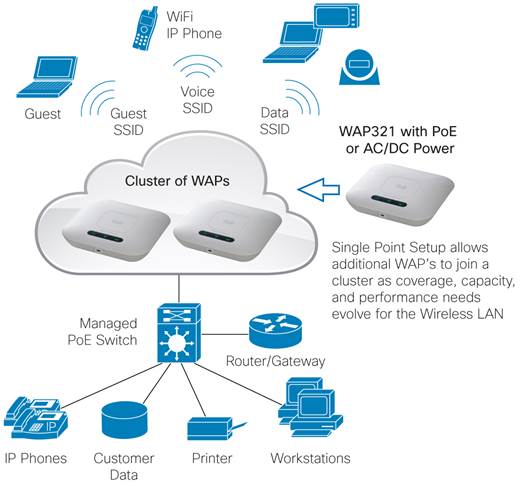 WiFi
IP Phone
Guest
Guest
SSID
Voice
SSID
Data
SSID
WAP321 with PoE
or AC/DC Power
Cluster of WAPs
Single Point Setup allows
additional WAP's to join a
cluster as coverage, capacity,
and performance needs
evolve for the Wireless LAN
Managed
PoE Switch
Router/Gateway
IP
IP Phones
Customer
Data
Printer
Workstations